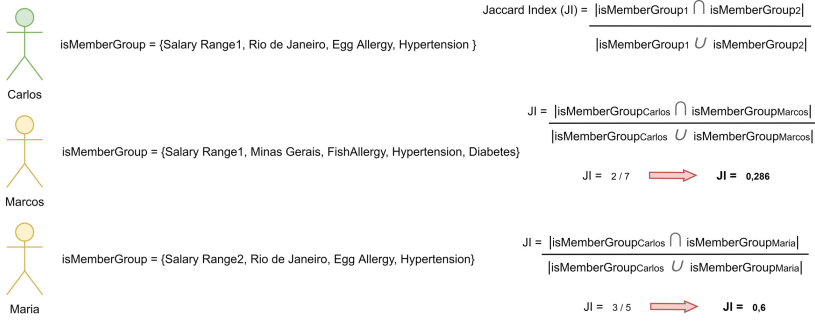 Jaccard Index (JI) = |isMemberGroup1 ∩ isMemberGroup2|
|isMemberGroup1 ∪ isMemberGroup2|
isMemberGroup = {Salary Range1, Rio de Janeiro, Egg Allergy, Hypertension }
Carlos
JI = |isMemberGroupCarlos ∩ isMemberGroupMarcos|
|isMemberGroupCarlos ∪ isMemberGroupMarcos|
isMemberGroup = {Salary Range1, Minas Gerais, FishAllergy, Hypertension, Diabetes}
JI = 2 / 7 JI = 0,286
Marcos
JI = |isMemberGroupCarlos ∩ isMemberGroupMaria|
|isMemberGroupCarlos ∪ isMemberGroupMaria|
isMemberGroup = {Salary Range2, Rio de Janeiro, Egg Allergy, Hypertension}
JI = 3 / 5 JI = 0,6
Maria